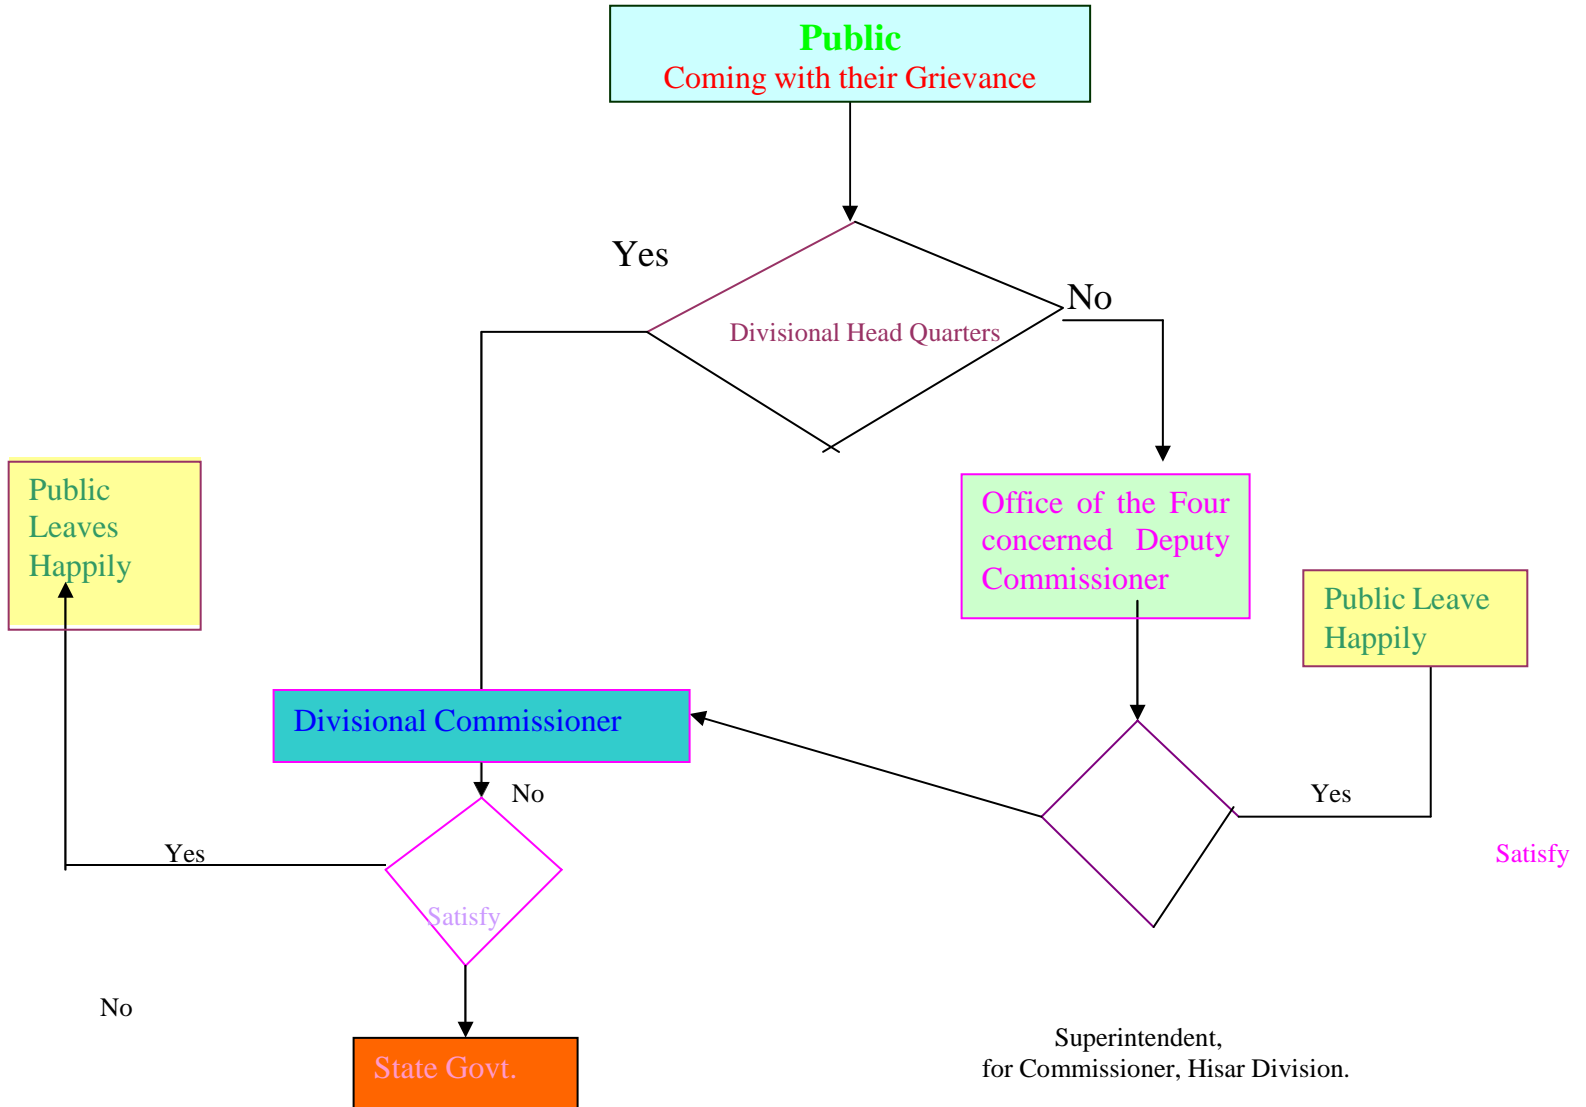 Public
Coming with their Grievance
Yes
No
Divisional Head Quarters
Public
Leaves
Happily
Office of the Four
concerned Deputy
Commissioner
Public Leave
Happily
Divisional Commissioner
No
Yes
Yes
Satisfy
Satisfy
No
Superintendent,
for Commissioner, Hisar Division.
State Govt.